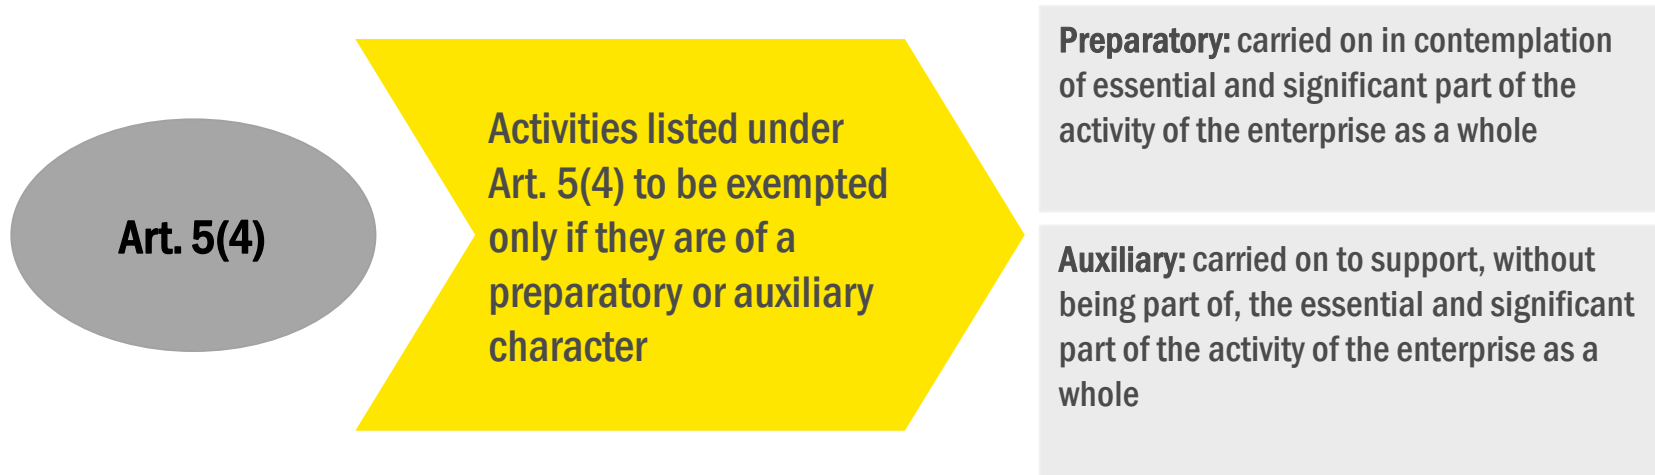 Art. 5(4)
Activities listed under
Art. 5(4) to be exempted
only if they are of a
preparatory or auxiliary
character
Preparatory: carried on in contemplation
of essential and significant part of the
activity of the enterprise as a whole
Auxiliary: carried on to support, without
being part of, the essential and significant
part of the activity of the enterprise as a
whole